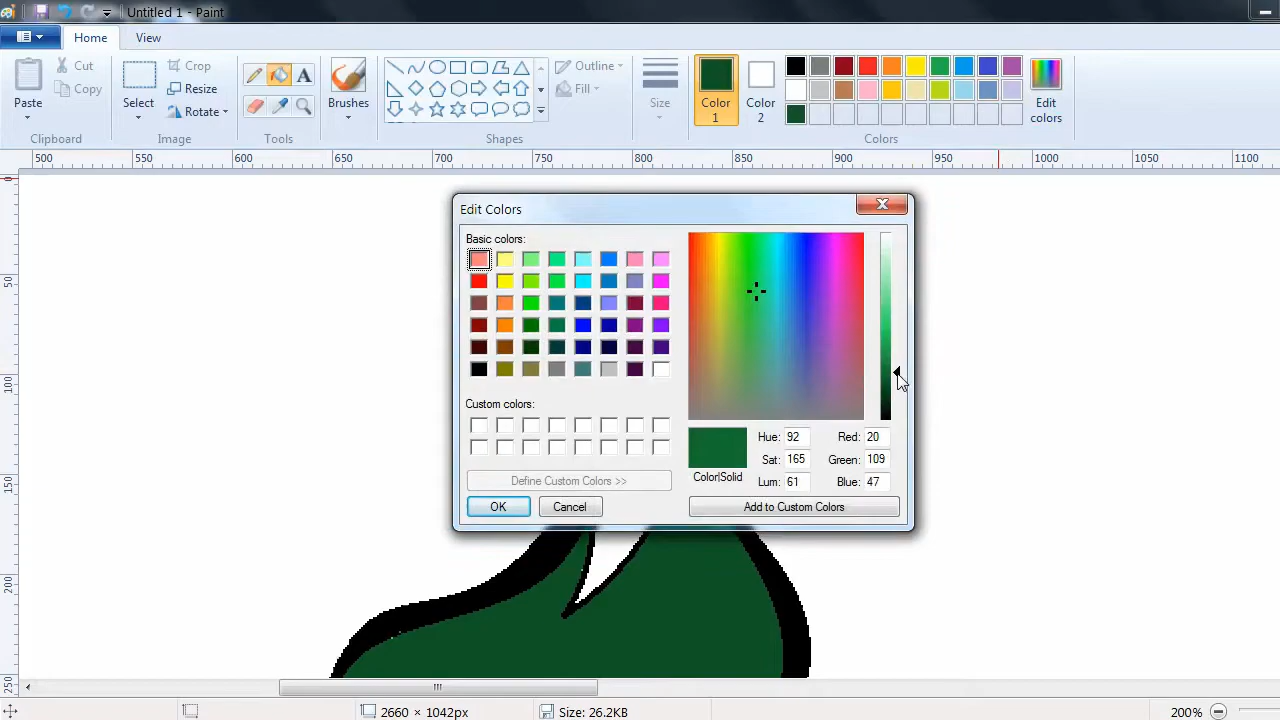 Untitled 1 - Paint
Home View
Paste
Cut
Copy
Clipboard
Select
Crop
Resize
Rotate
Image
A
Tools
Brushes
Outline
Fill
Shapes
Size
Color
1
Color
2
Edit
colors
Colors
500 550 600 650 700 750 800 850 900 950 1000 1050 1100
0
50
100
150
200
250
Edit Colors
Basic colors:
Custom colors:
Define Custom Colors >>
OK Cancel
Color|Solid
Hue: 92 Red: 20
Sat: 165 Green: 109
Lum: 61 Blue: 47
Add to Custom Colors
2660 × 1042px Size: 26.2KB 200%